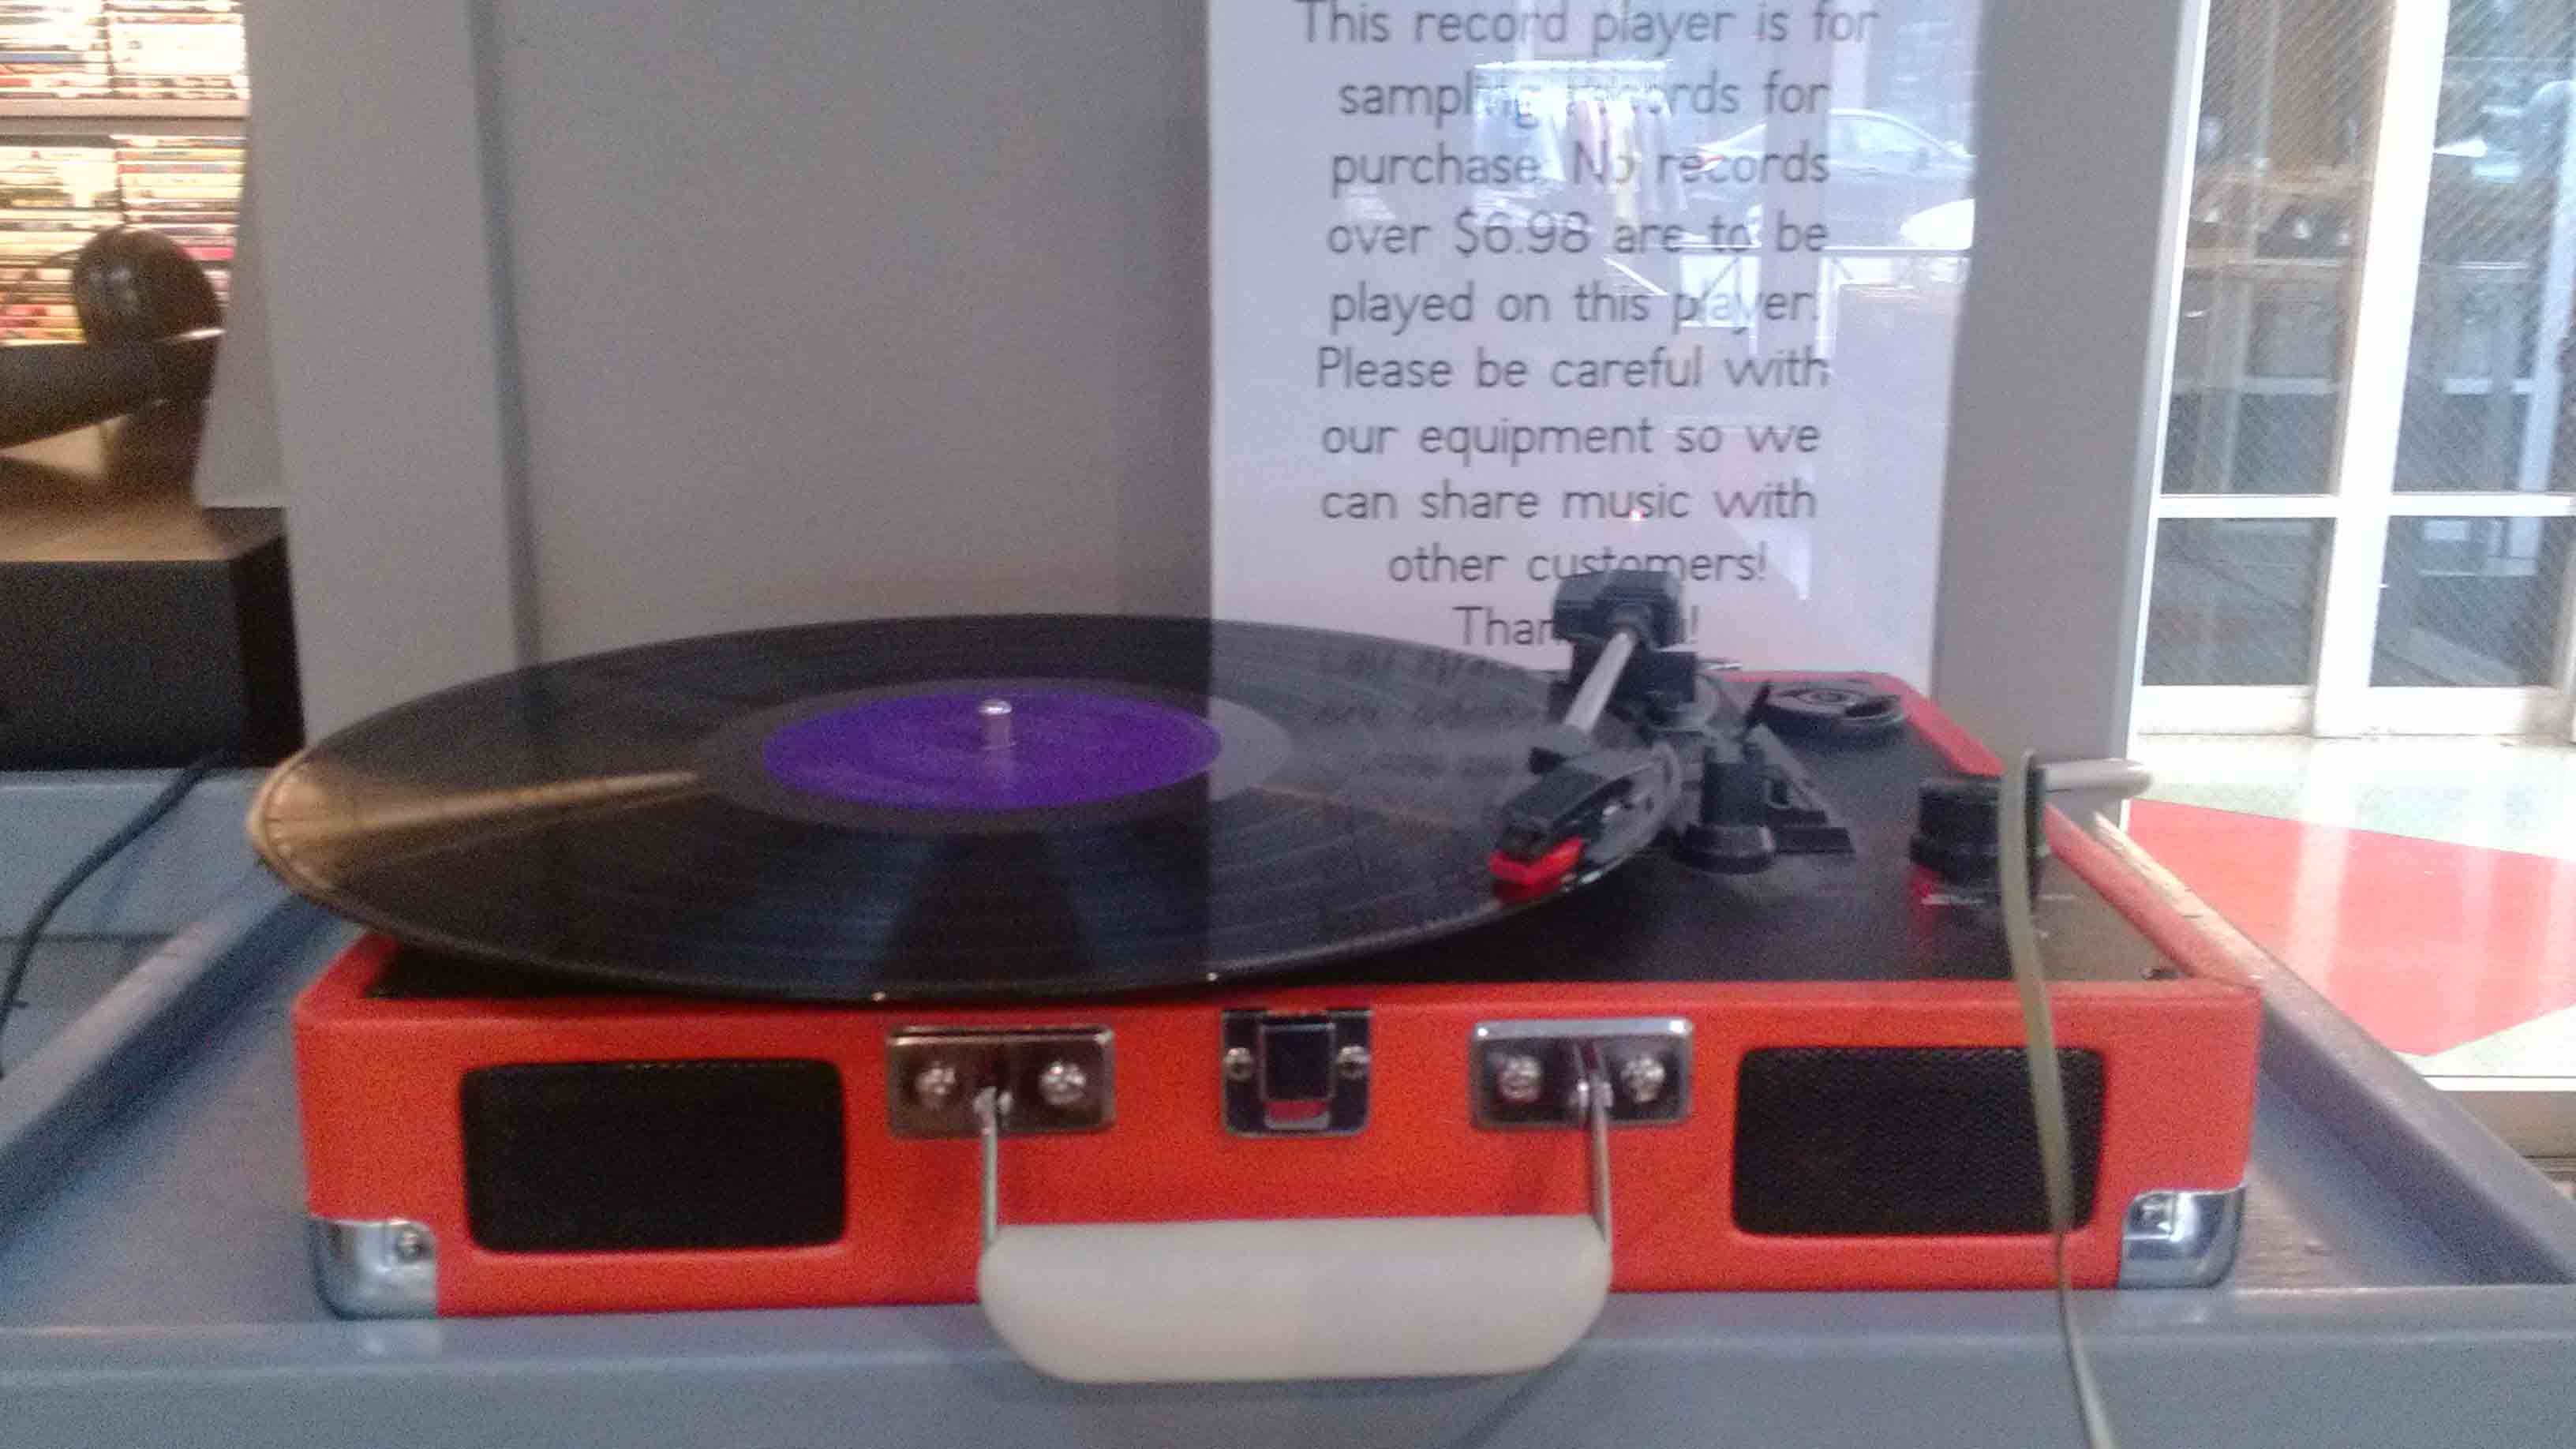 This record player is for
sampling records for
purchase. No records
over $6.98 are to be
played on this player.
Please be careful with
our equipment so we
can share music with
other customers!